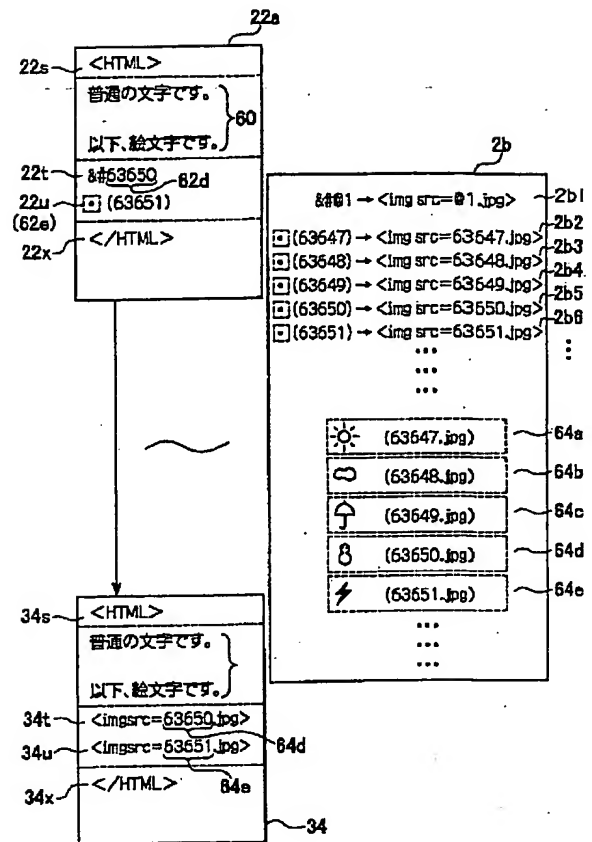 22a
22s
<HTML>
普通の文字です。
60
以下、絵文字です。
22t
&#63650
62d
22u
(62e)
⊡ (63651)
22x
</HTML>
2b
&#@1 → <img src=@1.jpg>
2b1
⊡ (63647) → <img src=63647.jpg>
2b2
⊡ (63648) → <img src=63648.jpg>
2b3
⊡ (63649) → <img src=63649.jpg>
2b4
⊡ (63650) → <img src=63650.jpg>
2b5
⊡ (63651) → <img src=63651.jpg>
2b6
(63647.jpg)
64a
(63648.jpg)
64b
(63649.jpg)
64c
(63650.jpg)
64d
(63651.jpg)
64e
34s
<HTML>
普通の文字です。
以下、絵文字です。
34t
<imgsrc=63650.jpg>
64d
34u
<imgsrc=63651.jpg>
64e
34x
</HTML>
34